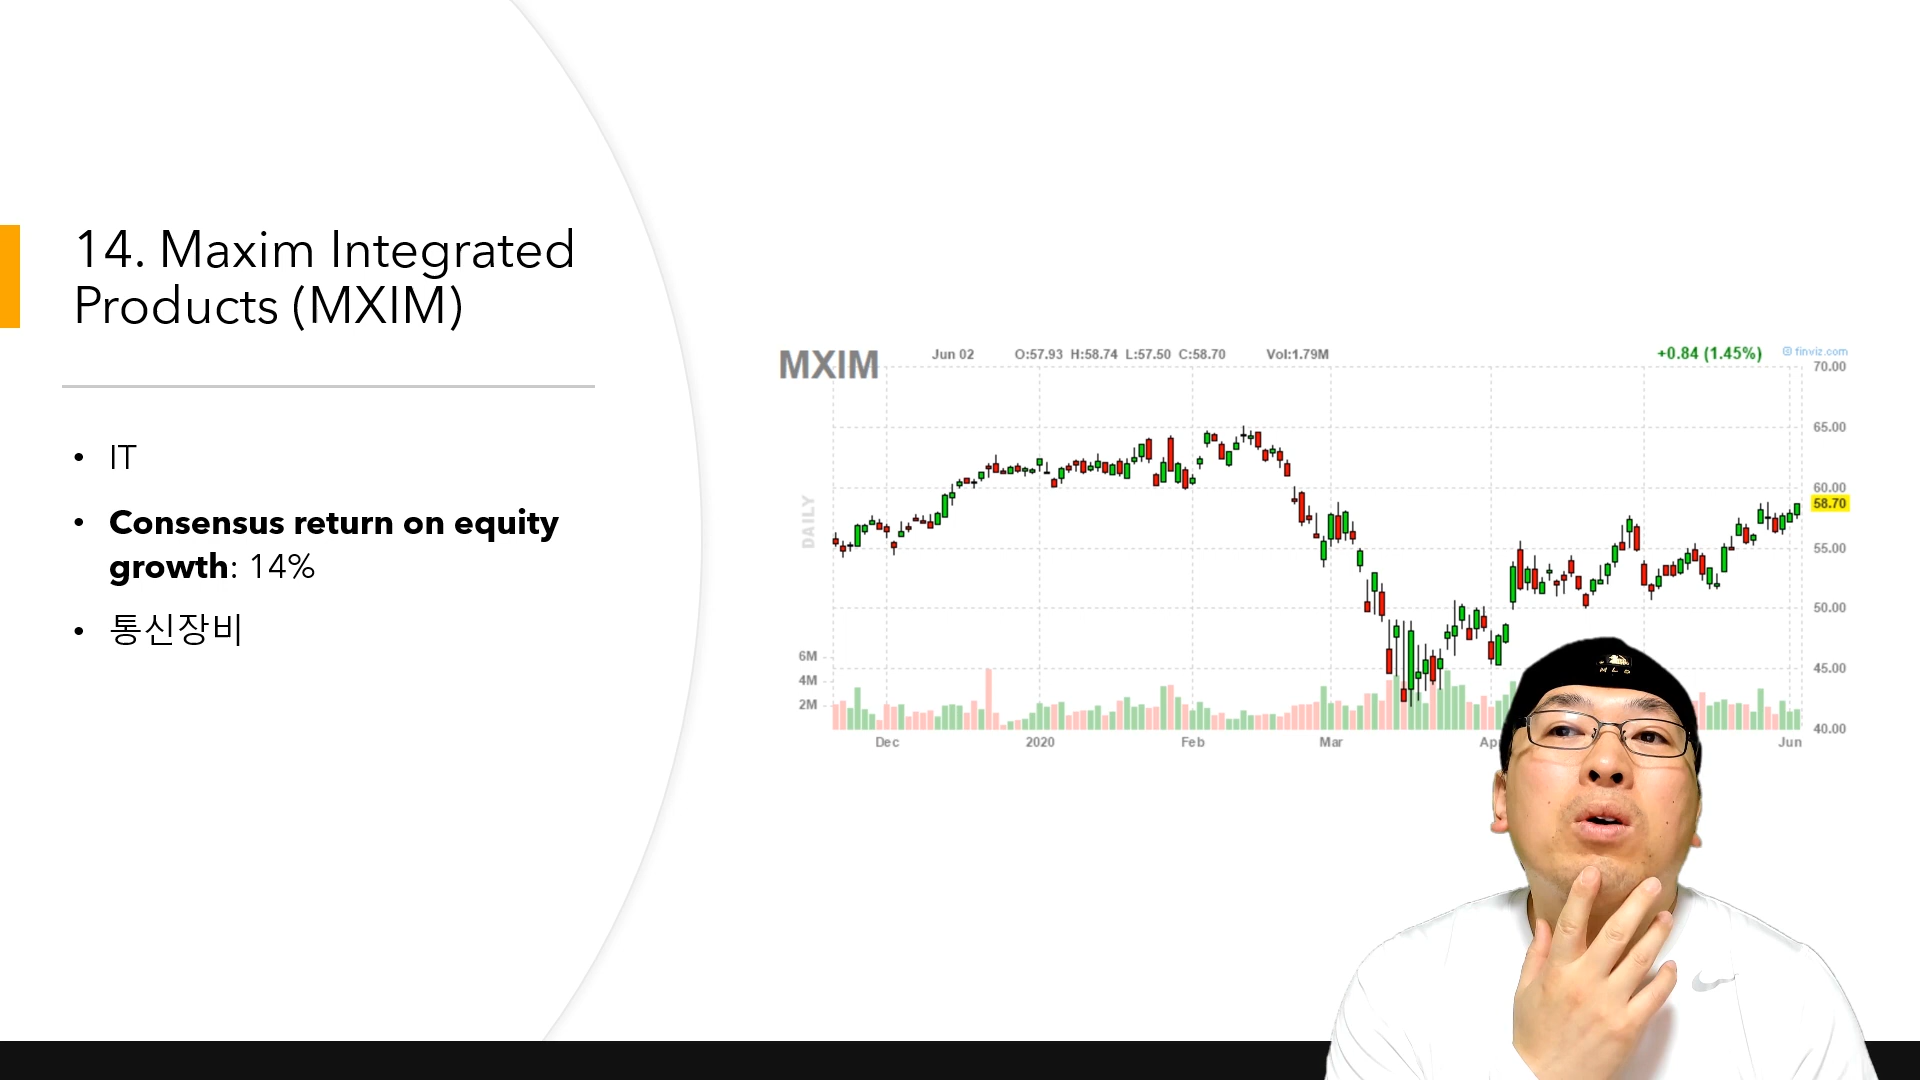 14. Maxim Integrated
Products (MXIM)
• IT
• Consensus return on equity
growth: 14%
• 통신장비
MXIM
Jun 02 O:57.93 H:58.74 L:57.50 C:58.70 Vol:1.79M +0.84 (1.45%) © finviz.com
DAILY
70.00
65.00
60.00
58.70
55.00
50.00
45.00
40.00
6M
4M
2M
Dec 2020 Feb Mar Ap Jun
MLB